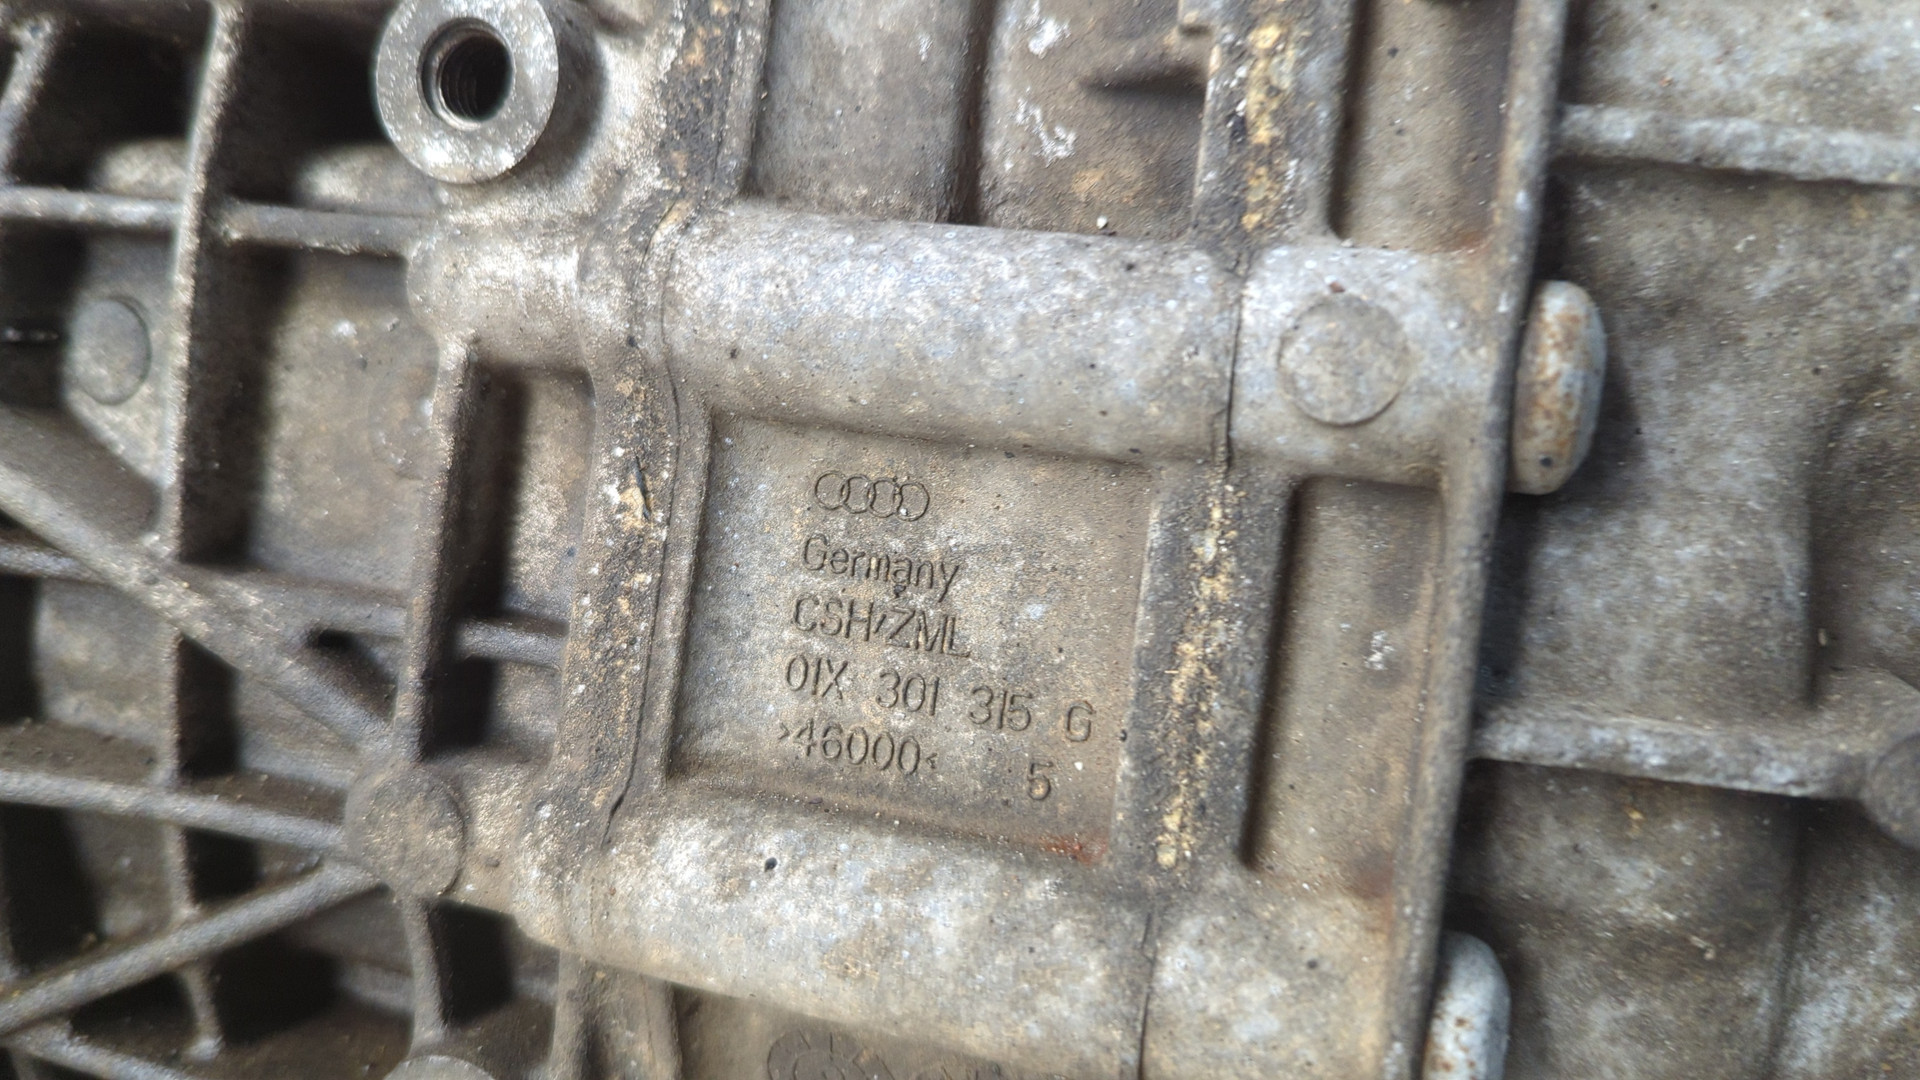 Germany
CSH/ZML
01X 301 315 G
>46000< 5